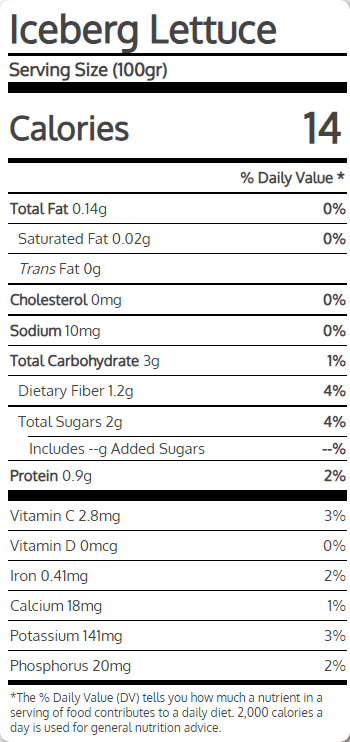 Iceberg Lettuce
Serving Size (100gr)
Calories 14
% Daily Value *
Total Fat 0.14g 0%
Saturated Fat 0.02g 0%
Trans Fat 0g
Cholesterol 0mg 0%
Sodium 10mg 0%
Total Carbohydrate 3g 1%
Dietary Fiber 1.2g 4%
Total Sugars 2g 4%
Includes --g Added Sugars --%
Protein 0.9g 2%
Vitamin C 2.8mg 3%
Vitamin D 0mcg 0%
Iron 0.41mg 2%
Calcium 18mg 1%
Potassium 141mg 3%
Phosphorus 20mg 2%
*The % Daily Value (DV) tells you how much a nutrient in a
serving of food contributes to a daily diet. 2,000 calories a
day is used for general nutrition advice.